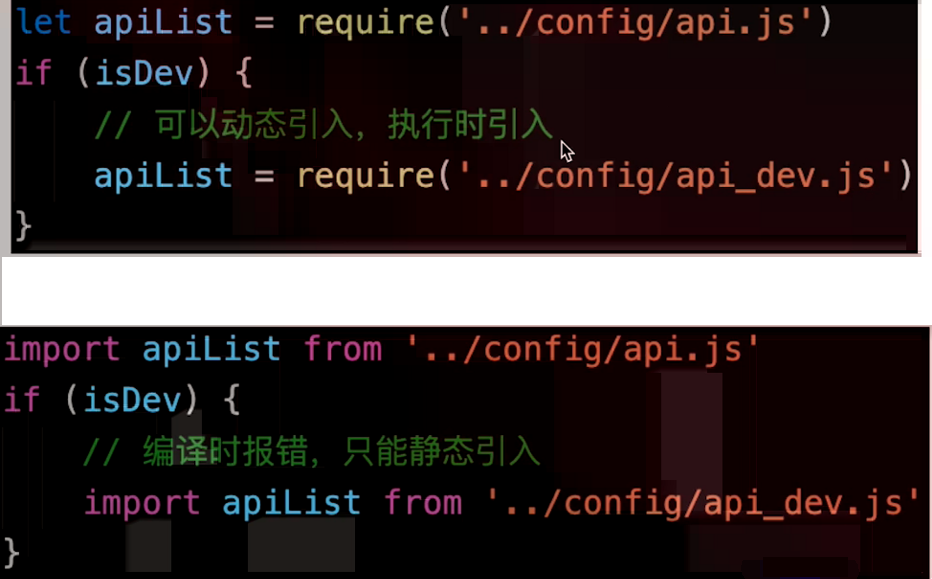 let apiList = require('../config/api.js')
if (isDev) {
// 可以动态引入，执行时引入
apiList = require('../config/api_dev.js')
}
import apiList from '../config/api.js'
if (isDev) {
// 编译时报错，只能静态引入
import apiList from '../config/api_dev.js'
}